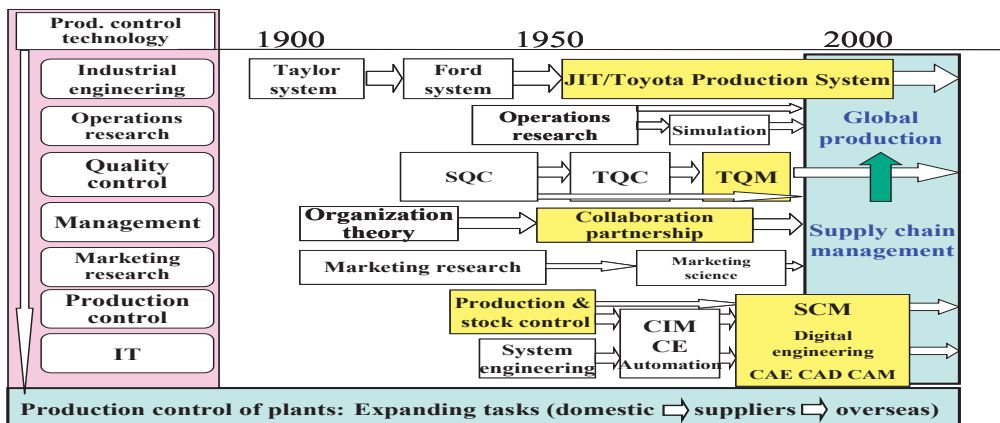 Prod. control
technology
1900
1950
2000
Industrial
engineering
Taylor
system
Ford
system
JIT/Toyota Production System
Operations
research
Operations
research
Simulation
Global
production
Quality
control
SQC
TQC
TQM
Management
Organization
theory
Collaboration
partnership
Supply chain
management
Marketing
research
Marketing research
Marketing
science
Production
control
Production &
stock control
CIM
CE
Automation
SCM
Digital
engineering
CAE CAD CAM
IT
System
engineering
Production control of plants: Expanding tasks (domestic suppliers overseas)